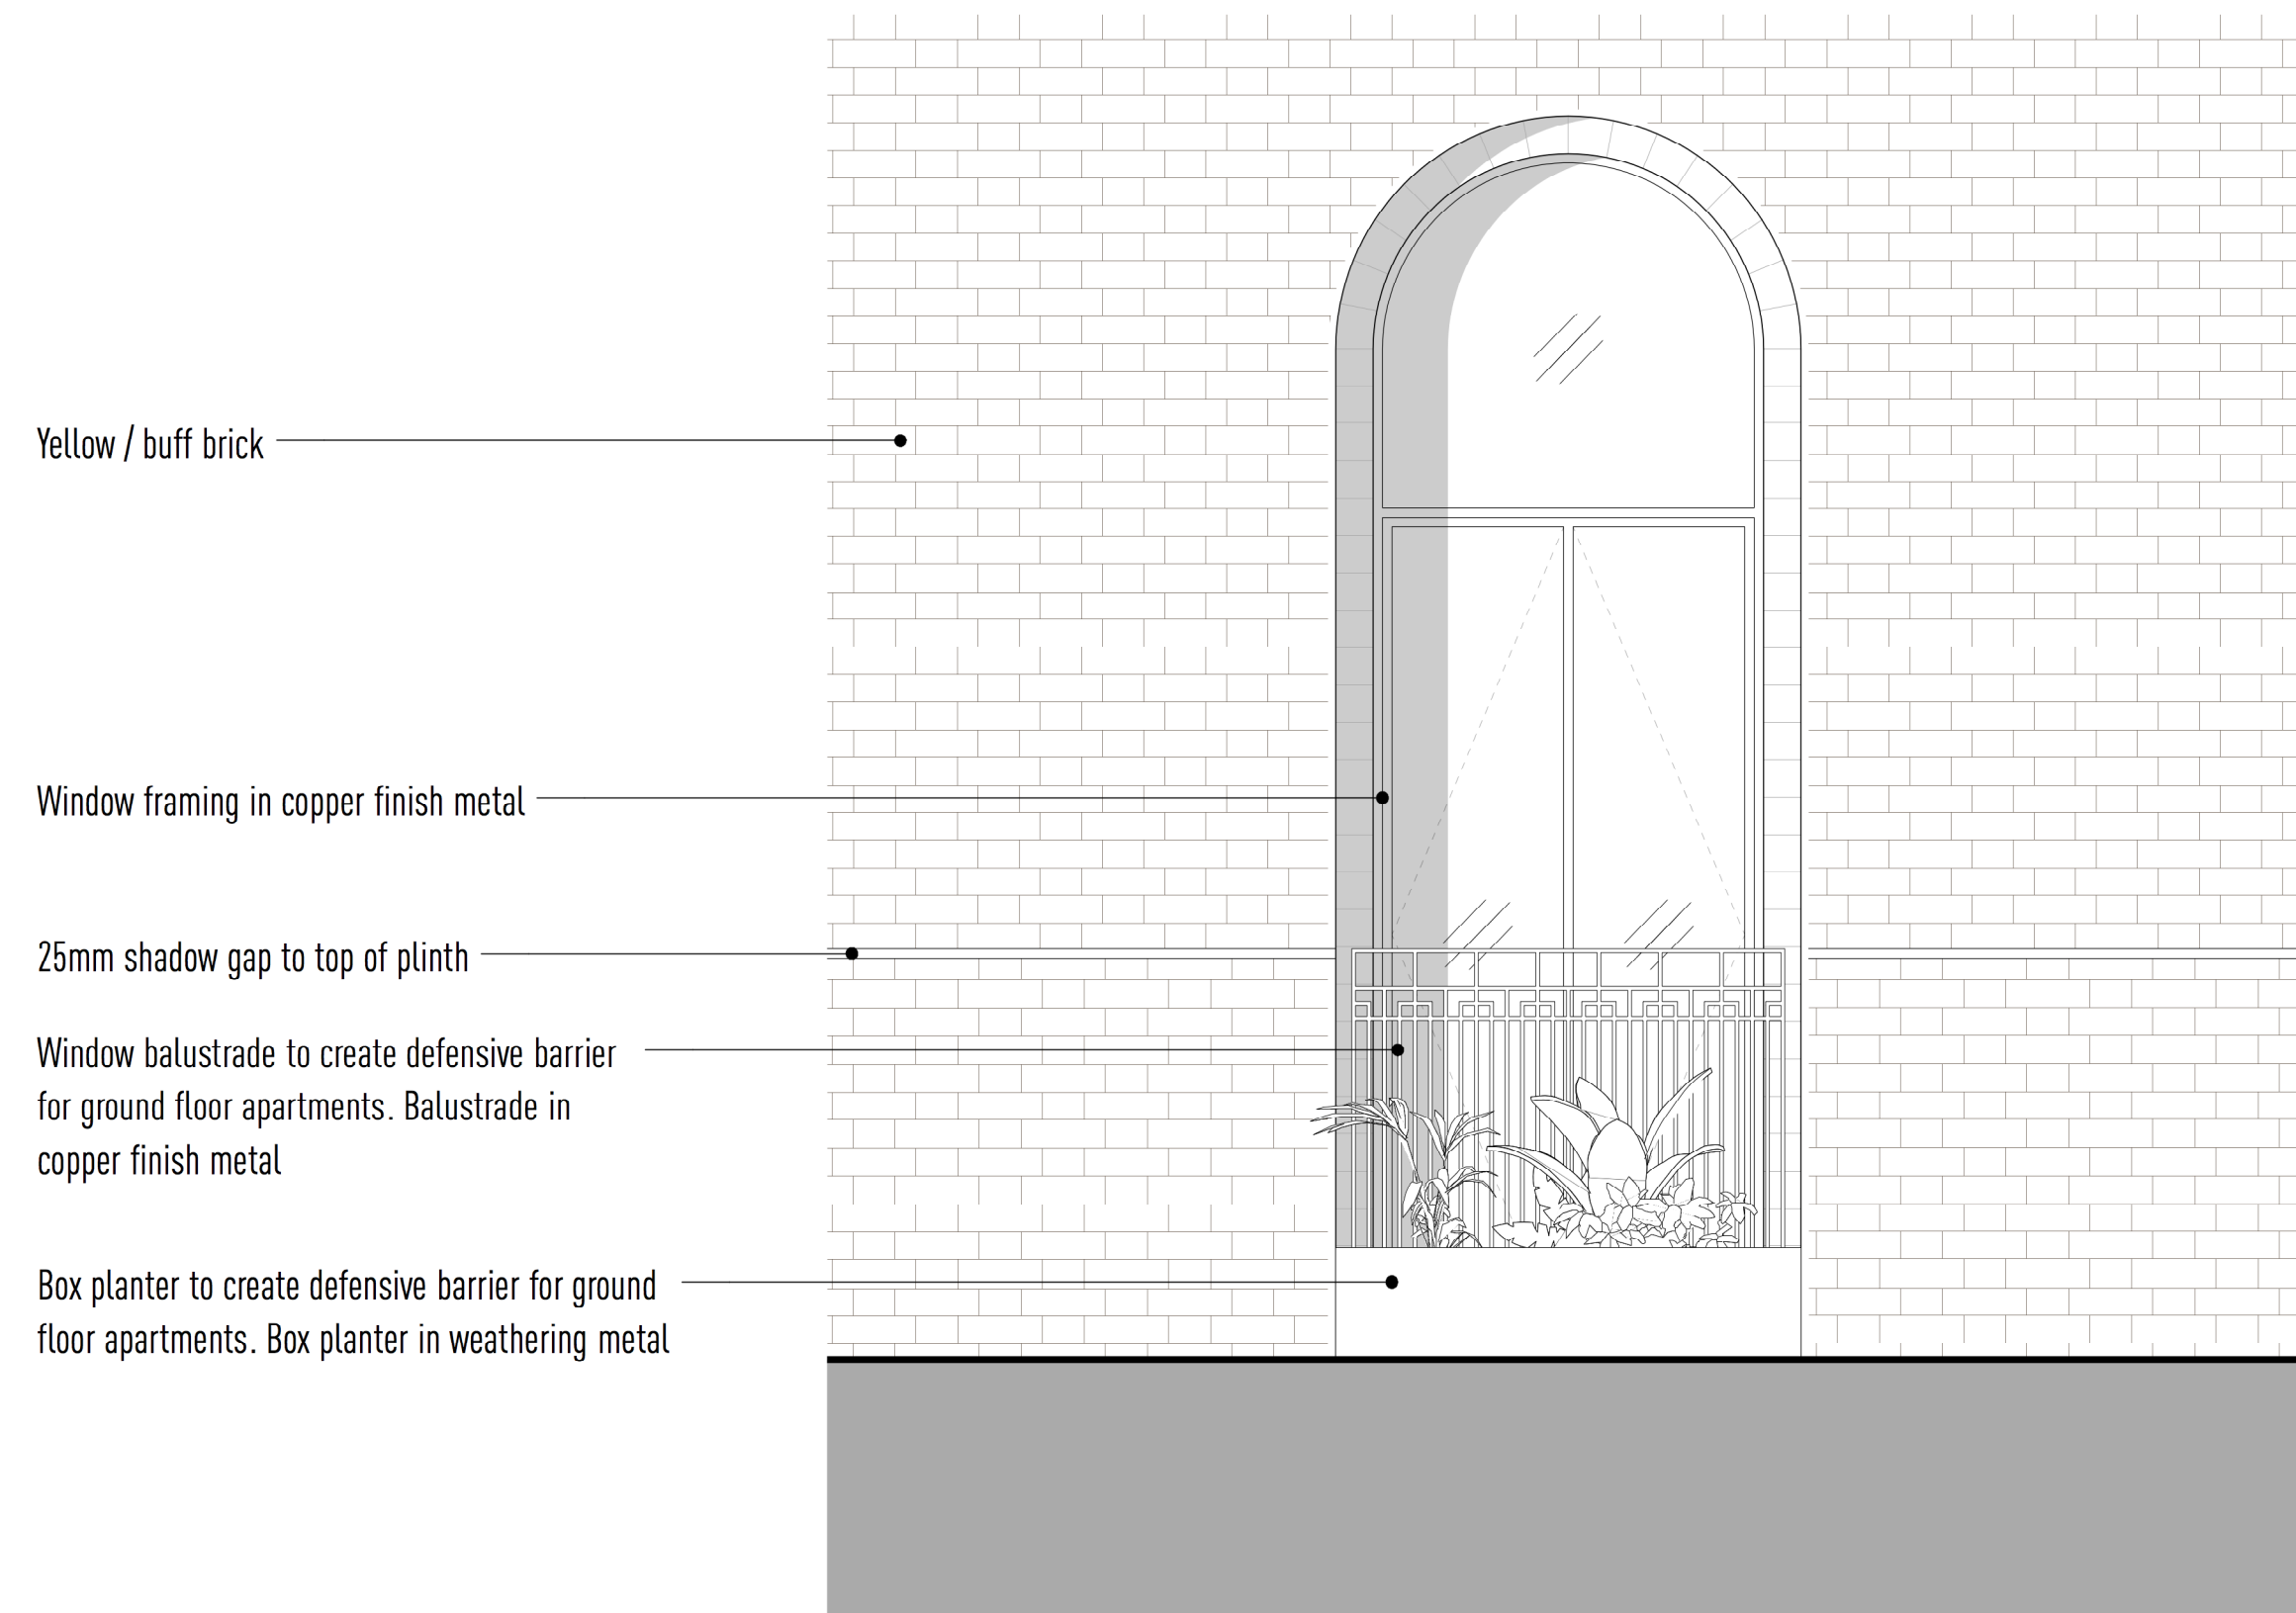 Yellow / buff brick
Window framing in copper finish metal
25mm shadow gap to top of plinth
Window balustrade to create defensive barrier
for ground floor apartments. Balustrade in
copper finish metal
Box planter to create defensive barrier for ground
floor apartments. Box planter in weathering metal